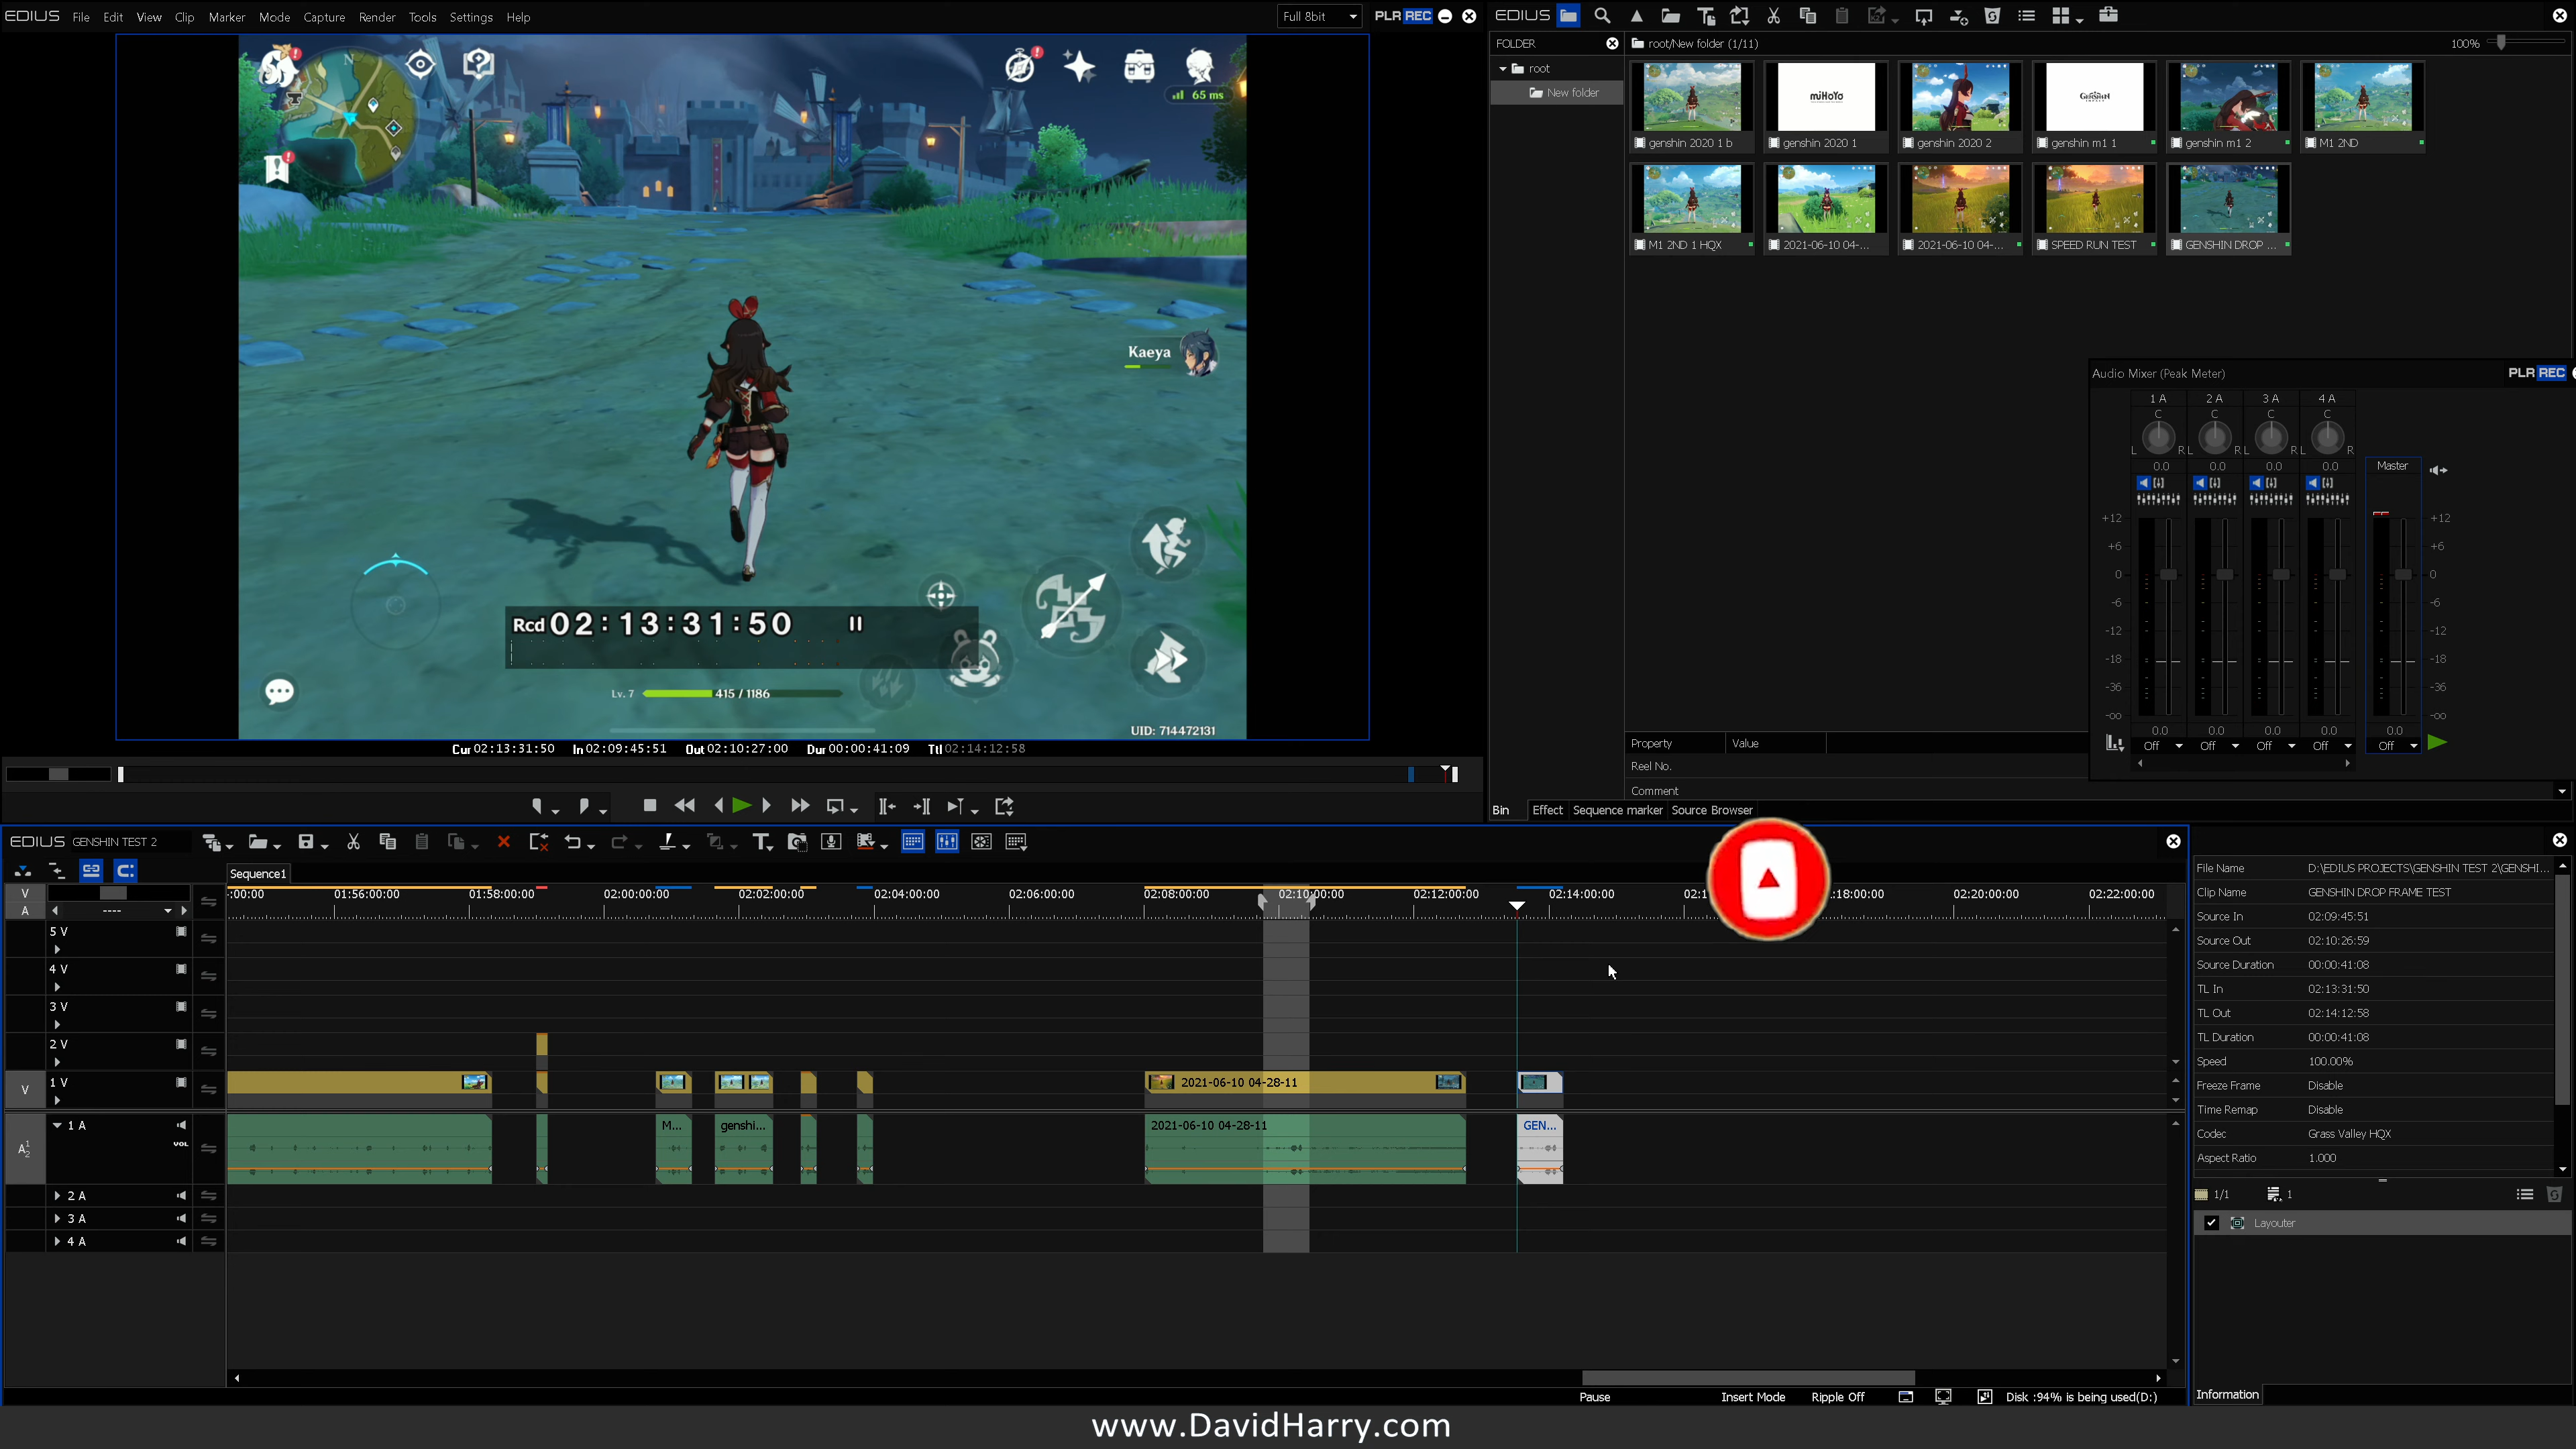 EDIUS File Edit View Clip Marker Mode Capture Render Tools Settings Help Full 8bit PLR REC
N
65 ms
Kaeya
Rcd 02:13:31:50
Lv. 7 415 / 1186
UID: 714472131
Cur 02:13:31:50 In 02:09:45:51 Out 02:10:27:00 Dur 00:00:41:09 Ttl 02:14:12:58
EDIUS
FOLDER root/New folder (1/11) 100%
root
New folder
miHoYo
GENSHIN
genshin 2020 1 b genshin 2020 1 genshin 2020 2 genshin m1 1 genshin m1 2 M1 2ND
M1 2ND 1 HQX 2021-06-10 04-... 2021-06-10 04-... SPEED RUN TEST GENSHIN DROP ...
Audio Mixer (Peak Meter) PLR REC
1 A 2 A 3 A 4 A
C C C C
L R L R L R L R
0.0 0.0 0.0 0.0 Master
+12 +12
+6 +6
0 0
-6 -6
-12 -12
-18 -18
-36 -36
-oo -oo
0.0 0.0 0.0 0.0 0.0
Off Off Off Off Off
Property Value
Reel No.
Comment
Bin Effect Sequence marker Source Browser
EDIUS GENSHIN TEST 2
Sequence1
V :00:00 01:56:00:00 01:58:00:00 02:00:00:00 02:02:00:00 02:04:00:00 02:06:00:00 02:08:00:00 02:10:00:00 02:12:00:00 02:14:00:00 02:1 :18:00:00 02:20:00:00 02:22:00:00
A ----
5 V
4 V
3 V
2 V
V 1 V 2021-06-10 04-28-11
1 A M... genshi... 2021-06-10 04-28-11 GEN...
A 1 2 VOL
2 A
3 A
4 A
File Name D:\EDIUS PROJECTS\GENSHIN TEST 2\GENSHI...
Clip Name GENSHIN DROP FRAME TEST
Source In 02:09:45:51
Source Out 02:10:26:59
Source Duration 00:00:41:08
TL In 02:13:31:50
TL Out 02:14:12:58
TL Duration 00:00:41:08
Speed 100.00%
Freeze Frame Disable
Time Remap Disable
Codec Grass Valley HQX
Aspect Ratio 1.000
1/1 1
Layouter
Information
Pause Insert Mode Ripple Off Disk :94% is being used(D:)
www.DavidHarry.com